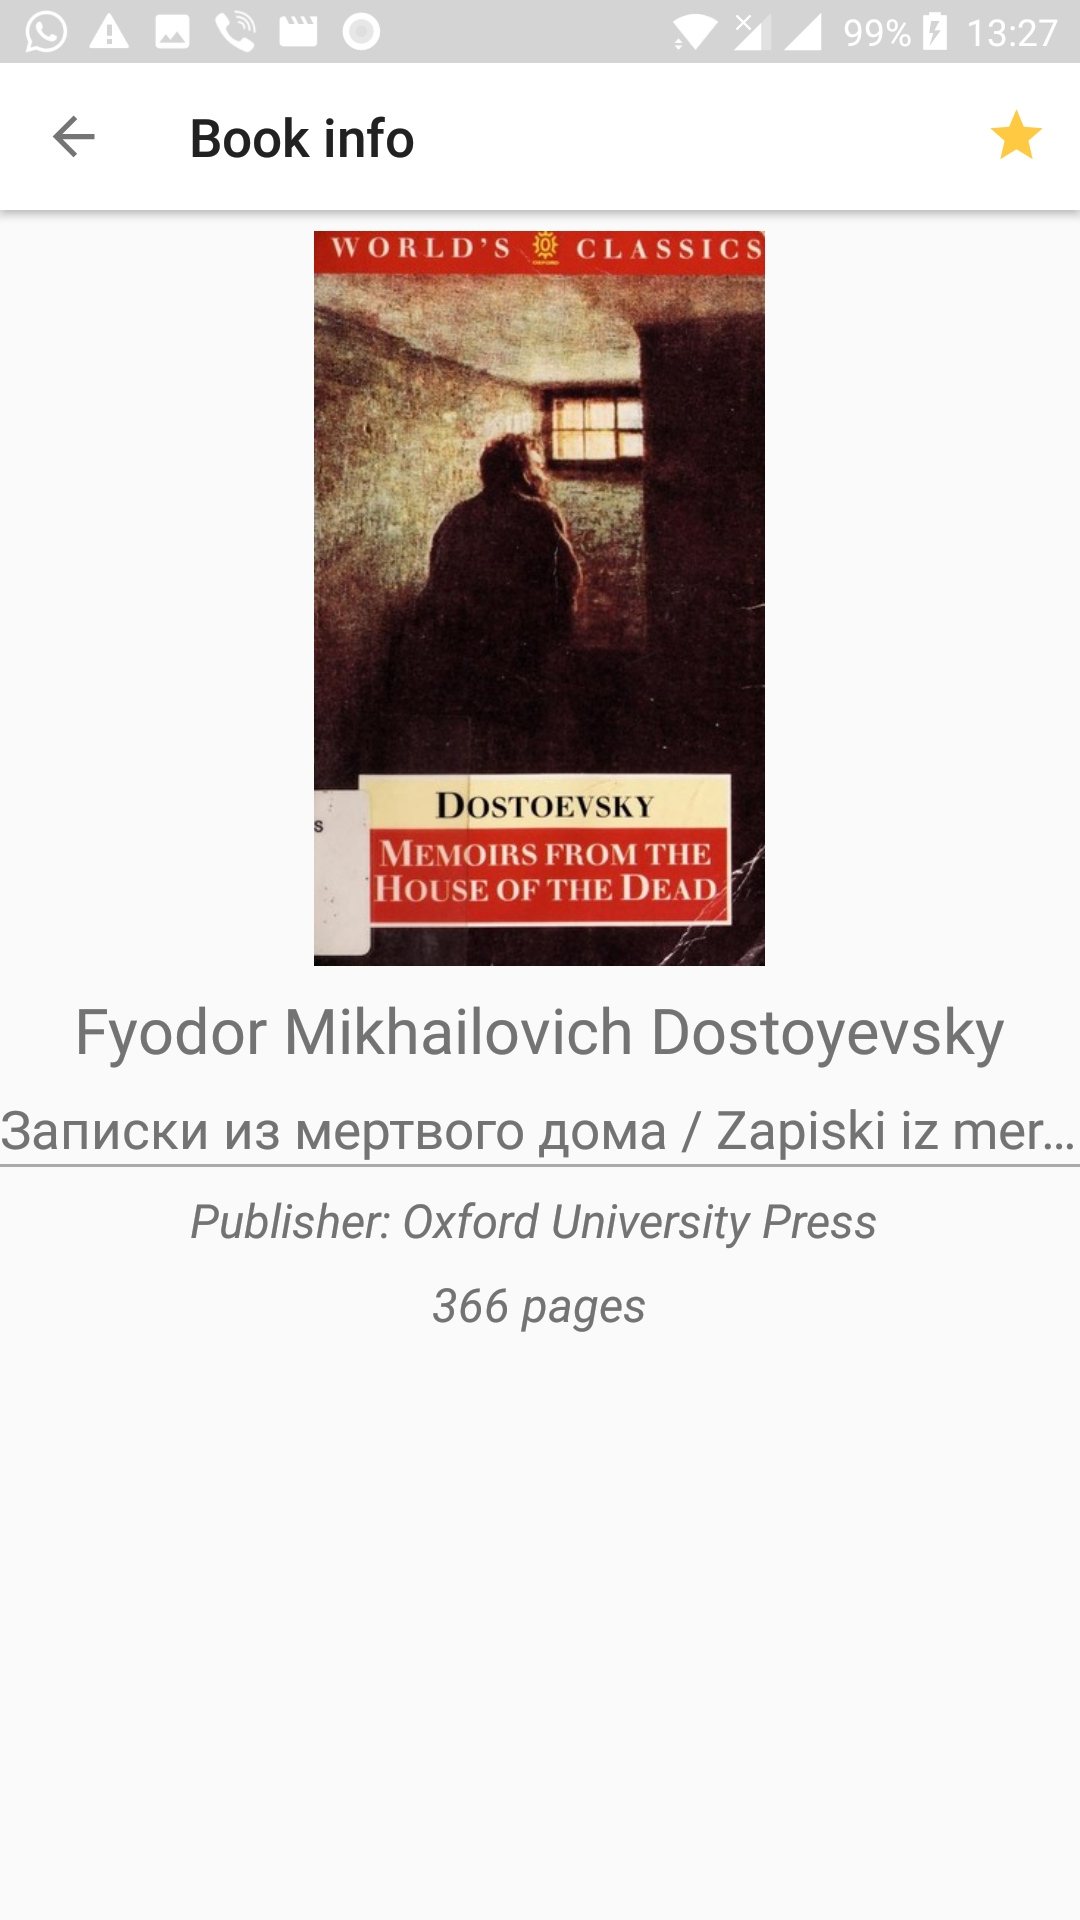 99% 13:27
Book info
WORLD'S CLASSICS
OXFORD
DOSTOEVSKY
S
MEMOIRS FROM THE
HOUSE OF THE DEAD
Fyodor Mikhailovich Dostoyevsky
Записки из мертвого дома / Zapiski iz mer...
Publisher: Oxford University Press
366 pages